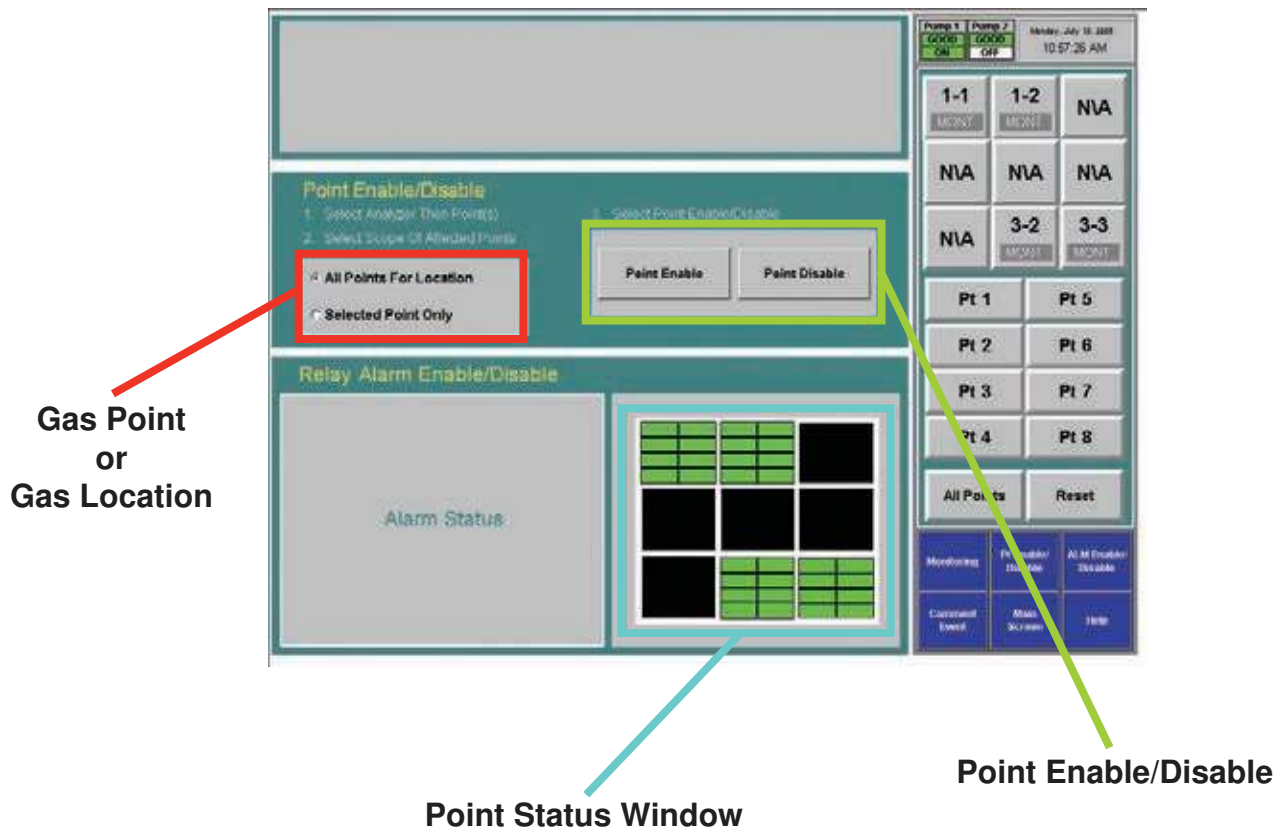 Pump 1 Pump 2
GOOD GOOD
ON OFF
10:57:26 AM
1-1 1-2 N\A
MONT MONT
N\A N\A N\A
N\A 3-2 3-3
MONT MONT
Pt 1 Pt 5
Pt 2 Pt 6
Pt 3 Pt 7
Pt 4 Pt 8
All Points Reset
Monitoring Pt Enable/ Disable ALM Enable/ Disable
Comment Event Main Screen Help
Point Enable/Disable
1. Select Analyzer Then Point(s)
2. Select Scope Of Affected Points
All Points For Location
Selected Point Only
3. Select Point Enable/Disable
Point Enable Point Disable
Relay Alarm Enable/Disable
Alarm Status
Gas Point
or
Gas Location
Point Status Window
Point Enable/Disable